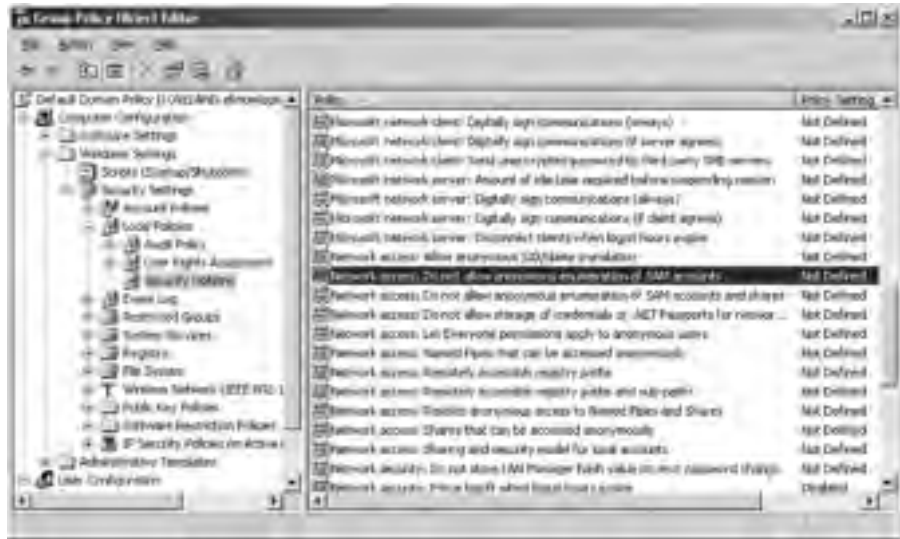 Group Policy Object Editor
File Action View Help
Default Domain Policy
Computer Configuration
Software Settings
Windows Settings
Scripts (Startup/Shutdown)
Security Settings
Account Policies
Local Policies
Audit Policy
User Rights Assignment
Security Options
Event Log
Restricted Groups
System Services
Registry
File System
Wireless Network (IEEE 802.1
Public Key Policies
Software Restriction Policies
IP Security Policies on Active
Administrative Templates
User Configuration
Policy Policy Setting
Microsoft network client: Digitally sign communications (always) Not Defined
Microsoft network client: Digitally sign communications (if server agrees) Not Defined
Microsoft network client: Send unencrypted password to third-party SMB servers Not Defined
Microsoft network server: Amount of idle time required before suspending session Not Defined
Microsoft network server: Digitally sign communications (always) Not Defined
Microsoft network server: Digitally sign communications (if client agrees) Not Defined
Microsoft network server: Disconnect clients when logon hours expire Not Defined
Network access: Allow anonymous SID/Name translation Not Defined
Network access: Do not allow anonymous enumeration of SAM accounts Not Defined
Network access: Do not allow anonymous enumeration of SAM accounts and shares Not Defined
Network access: Do not allow storage of credentials or .NET Passports for networ ... Not Defined
Network access: Let Everyone permissions apply to anonymous users Not Defined
Network access: Named Pipes that can be accessed anonymously Not Defined
Network access: Remotely accessible registry paths Not Defined
Network access: Remotely accessible registry paths and sub-paths Not Defined
Network access: Restrict anonymous access to Named Pipes and Shares Not Defined
Network access: Shares that can be accessed anonymously Not Defined
Network access: Sharing and security model for local accounts Not Defined
Network security: Do not store LAN Manager hash value on next password change Not Defined
Network security: Force logoff when logon hours expire Disabled